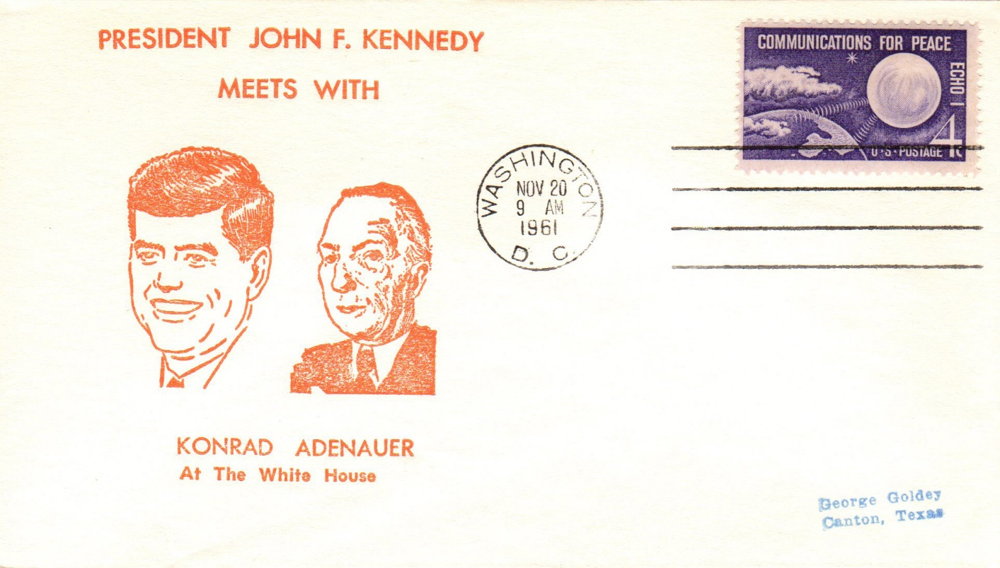 PRESIDENT JOHN F. KENNEDY
MEETS WITH
KONRAD ADENAUER
At The White House
WASHINGTON
NOV 20
9 AM
1961
D. C.
COMMUNICATIONS FOR PEACE
ECHO I
4c
U·S·POSTAGE
George Goldey
Canton, Texas